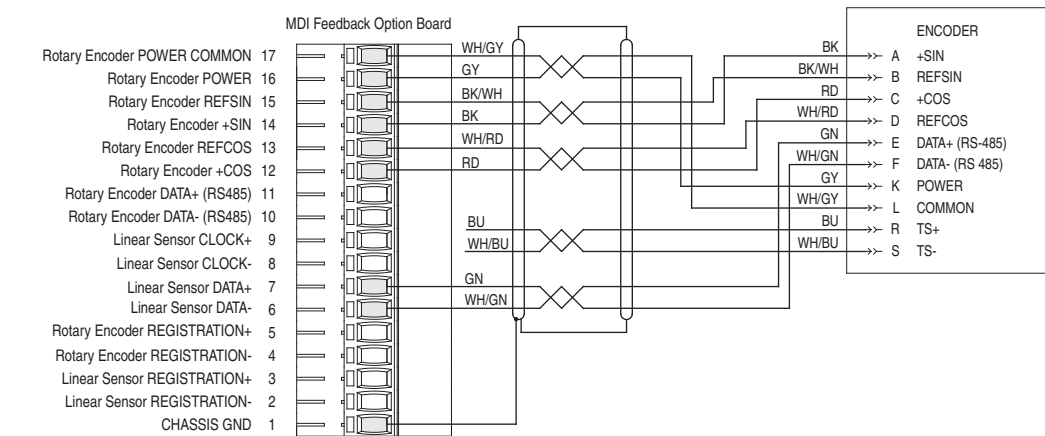 MDI Feedback Option Board
Rotary Encoder POWER COMMON 17
Rotary Encoder POWER 16
Rotary Encoder REFSIN 15
Rotary Encoder +SIN 14
Rotary Encoder REFCOS 13
Rotary Encoder +COS 12
Rotary Encoder DATA+ (RS485) 11
Rotary Encoder DATA- (RS485) 10
Linear Sensor CLOCK+ 9
Linear Sensor CLOCK- 8
Linear Sensor DATA+ 7
Linear Sensor DATA- 6
Rotary Encoder REGISTRATION+ 5
Rotary Encoder REGISTRATION- 4
Linear Sensor REGISTRATION+ 3
Linear Sensor REGISTRATION- 2
CHASSIS GND 1
WH/GY
GY
BK/WH
BK
WH/RD
RD
BU
WH/BU
GN
WH/GN
ENCODER
BK A +SIN
BK/WH B REFSIN
RD C +COS
WH/RD D REFCOS
GN E DATA+ (RS-485)
WH/GN F DATA- (RS 485)
GY K POWER
WH/GY L COMMON
BU R TS+
WH/BU S TS-